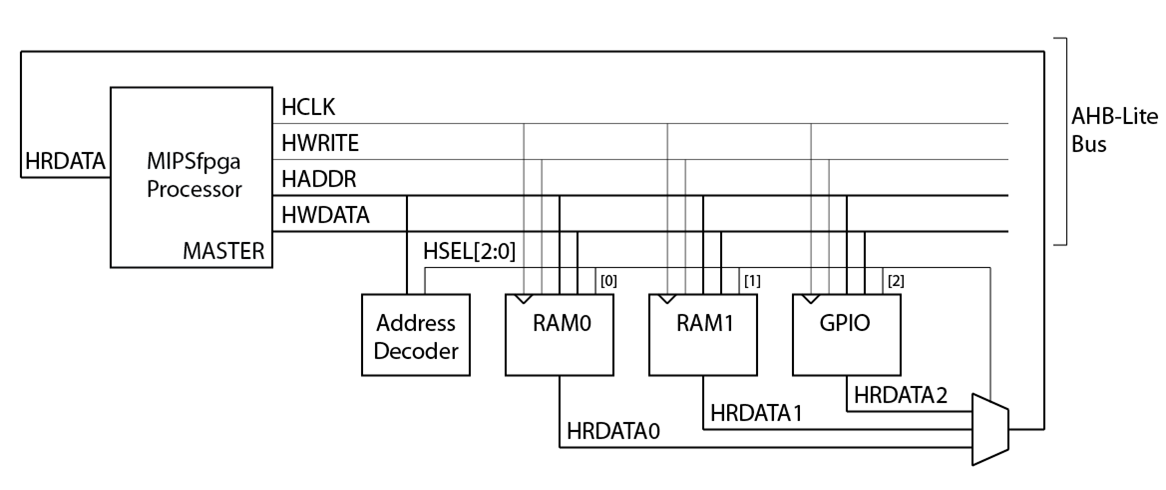 HCLK
HWRITE
HADDR
HWDATA
HRDATA
MIPSfpga
Processor
MASTER
AHB-Lite
Bus
HSEL[2:0]
[0]
[1]
[2]
Address
Decoder
RAM0
RAM1
GPIO
HRDATA2
HRDATA1
HRDATA0